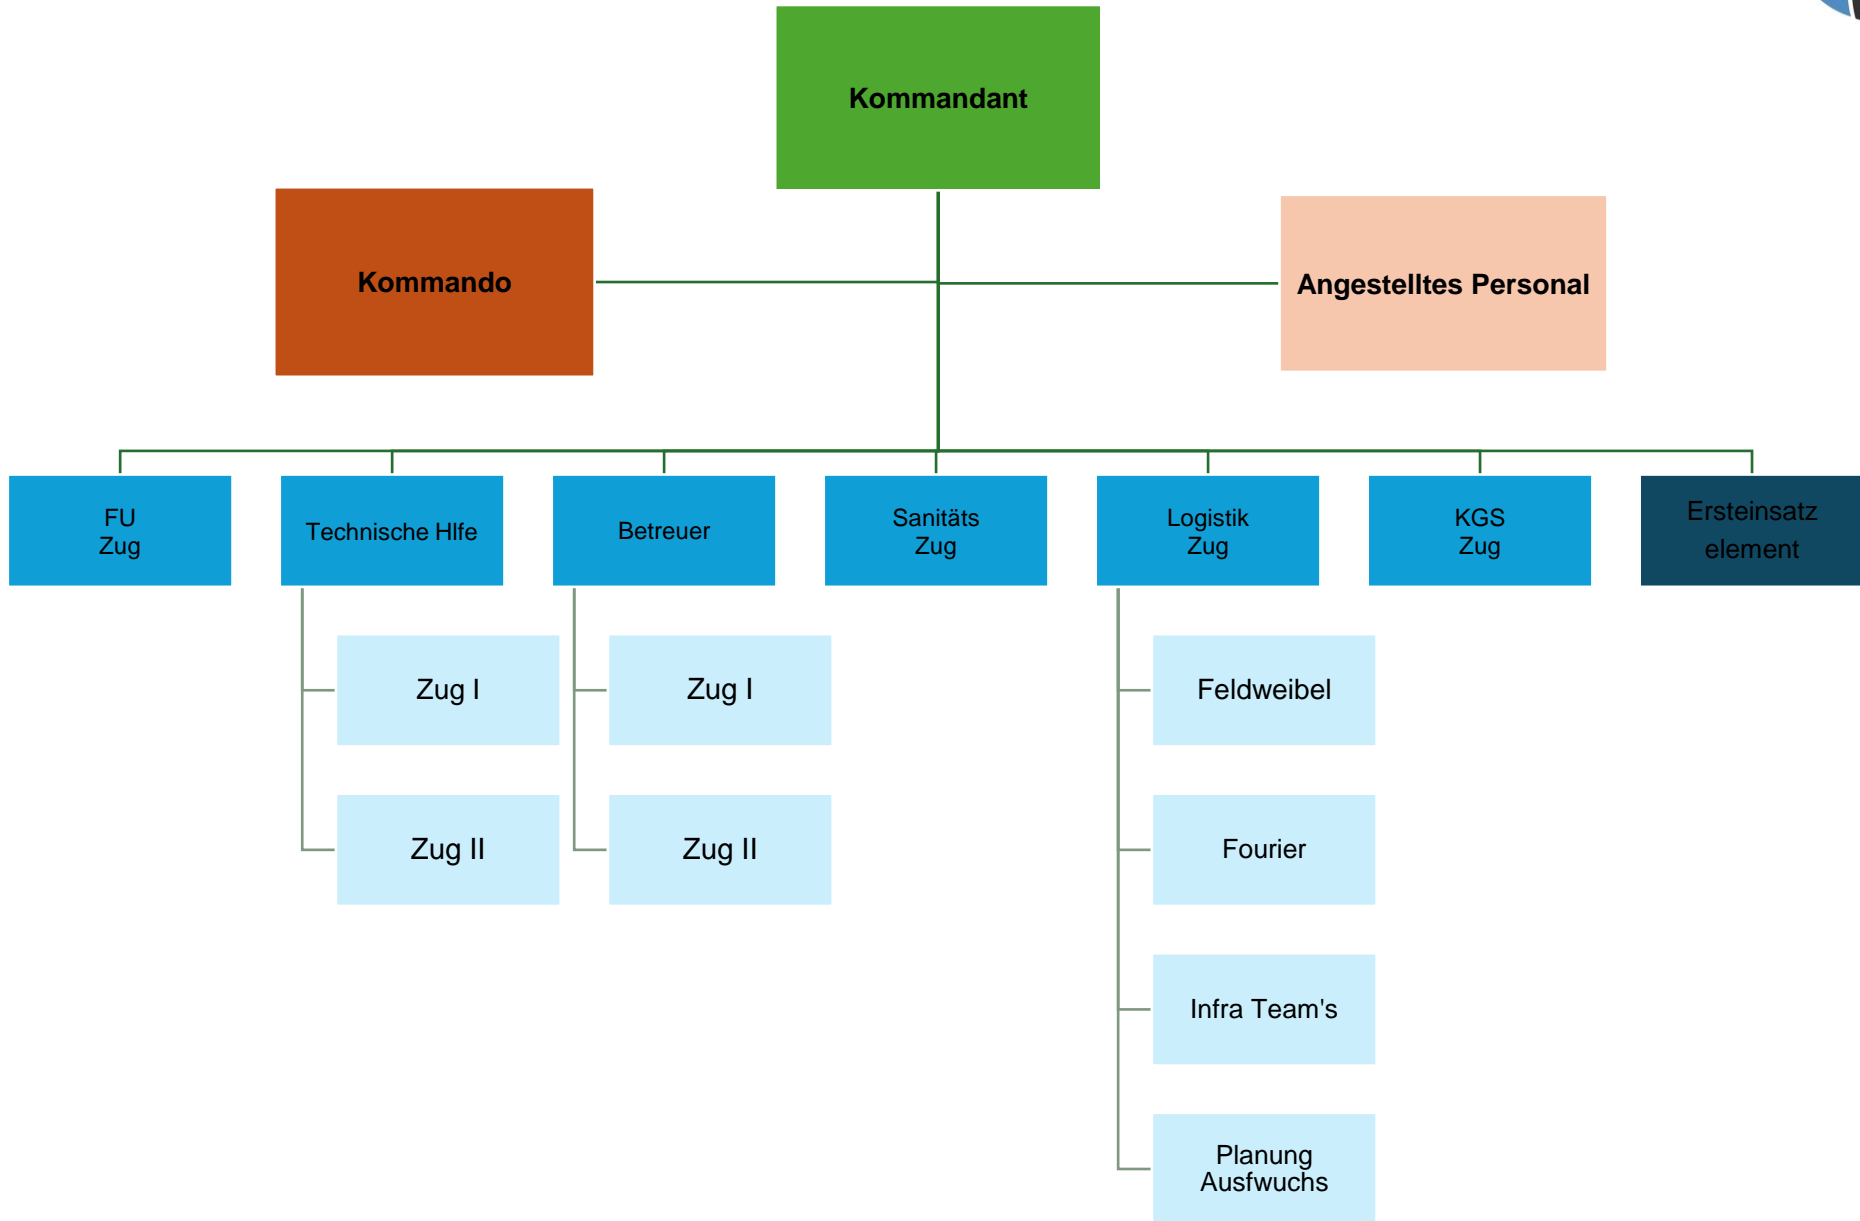 Kommandant
Kommando
Angestelltes Personal
FU
Zug
Technische Hlfe
Betreuer
Sanitäts
Zug
Logistik
Zug
KGS
Zug
Ersteinsatz
element
Zug I
Zug I
Feldweibel
Zug II
Zug II
Fourier
Infra Team's
Planung
Ausfwuchs